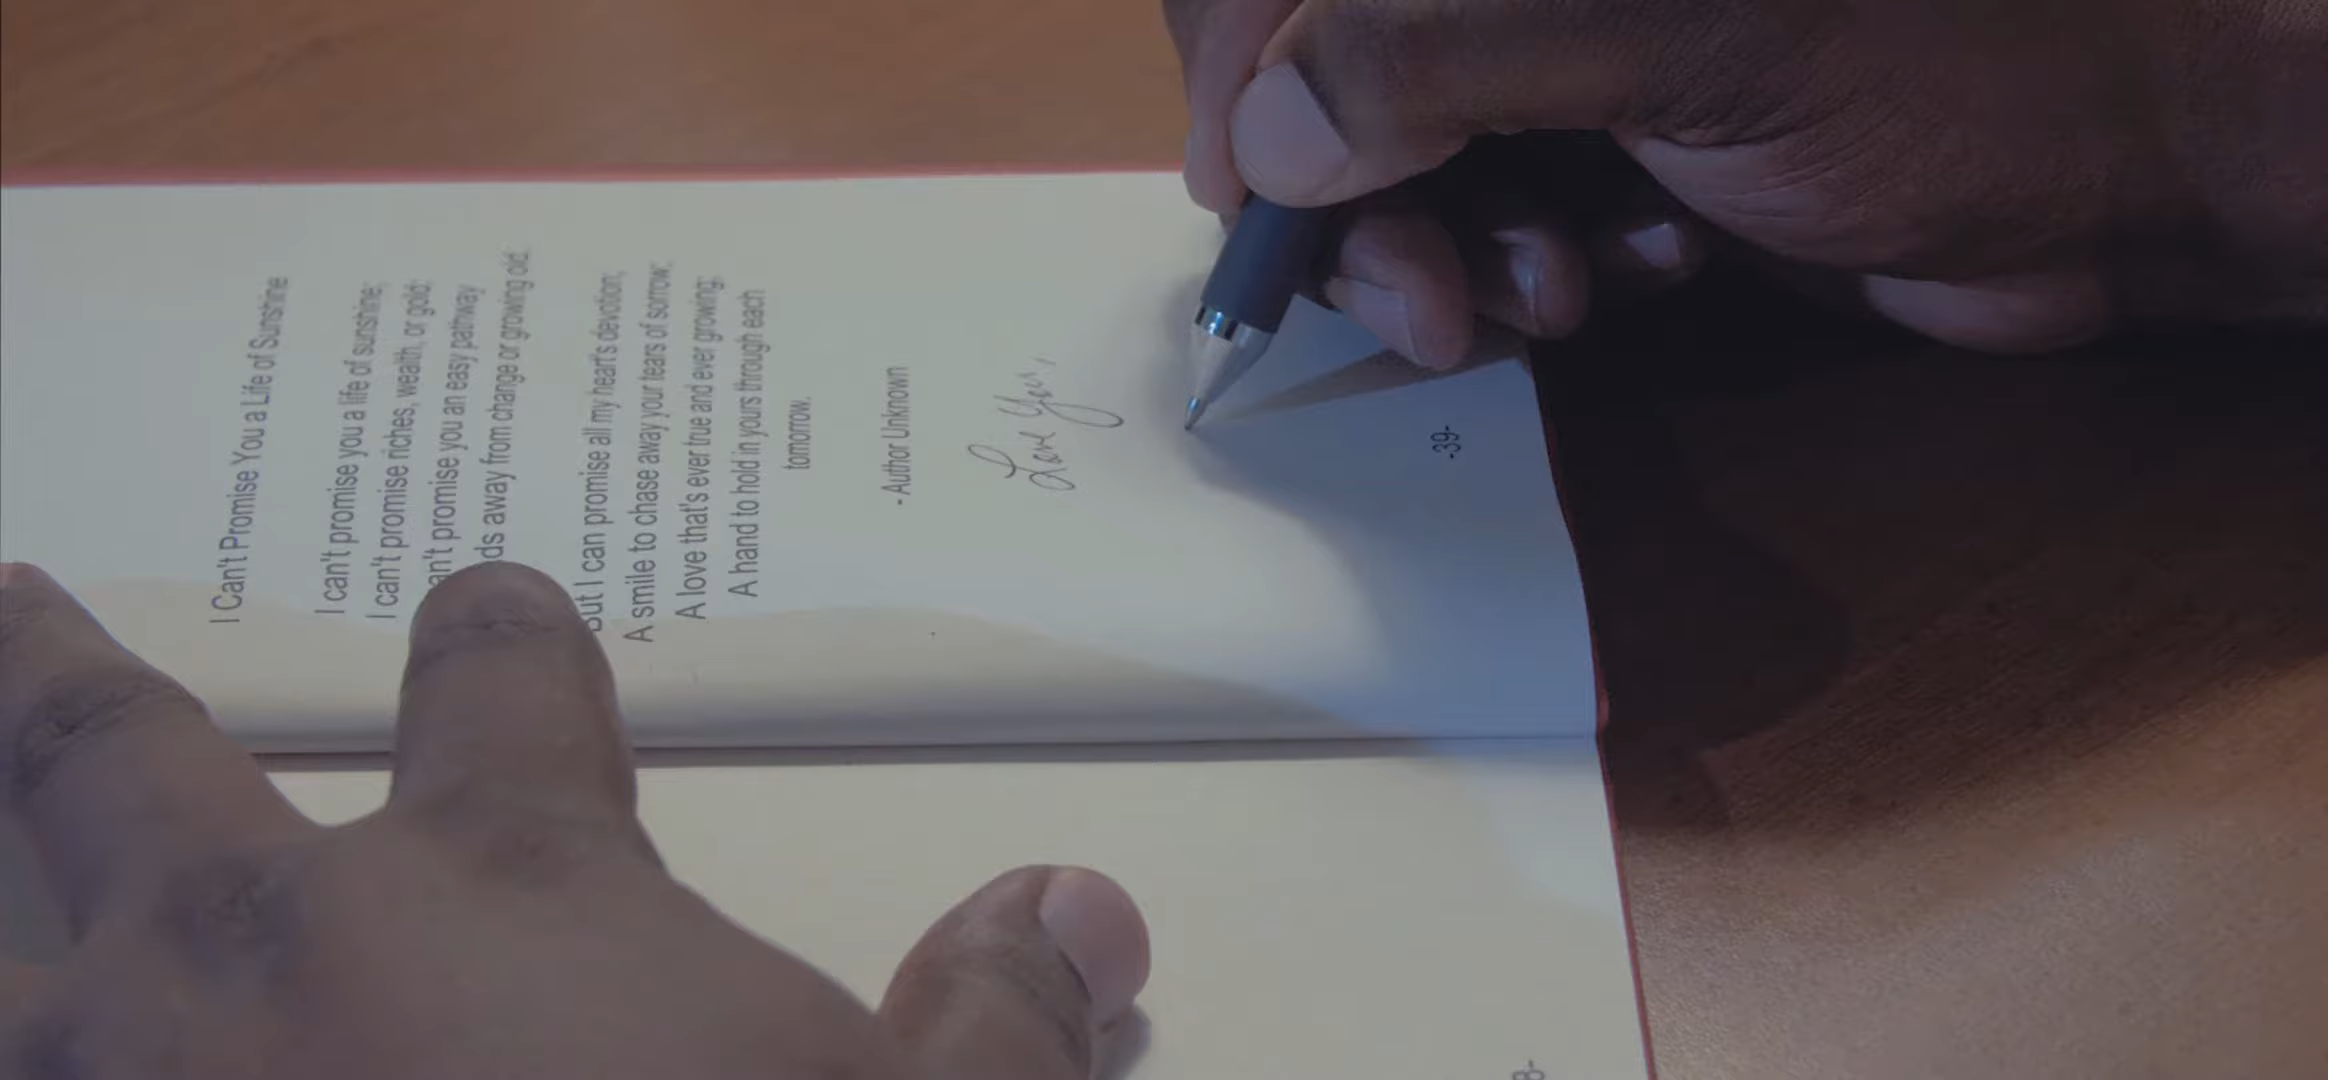 I Can't Promise You a Life of Sunshine
I can't promise you a life of sunshine;
I can't promise riches, wealth, or gold;
an't promise you an easy pathway
ds away from change or growing old.
But I can promise all my heart's devotion;
A smile to chase away your tears of sorrow;
A love that's ever true and ever growing;
A hand to hold in yours through each
tomorrow.
- Author Unknown
Love You,
-39-
8-